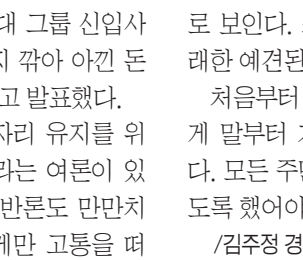 대 그룹 신입사
지 깎아 아낀 돈
고 발표했다.
자리 유지를 위
라는 여론이 있
반론도 만만치
게만 고통을 떠
로 보인다.
래한 예견된
처음부터
게 말부터
다. 모든 주민
도록 했어야
/김주정 경